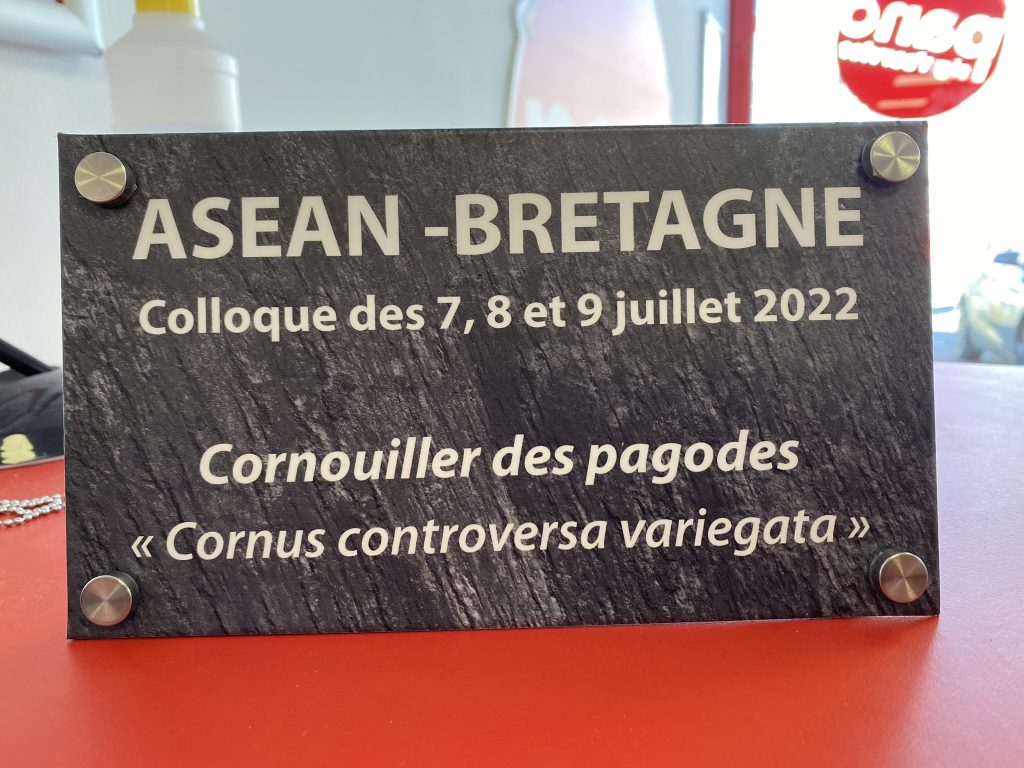 ASEAN -BRETAGNE
Colloque des 7, 8 et 9 juillet 2022
Cornouiller des pagodes
« Cornus controversa variegata »